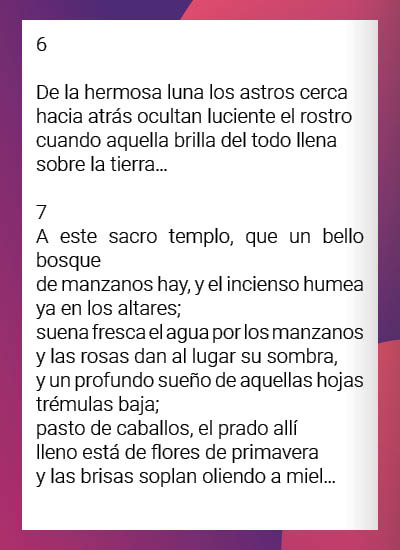 6
De la hermosa luna los astros cerca
hacia atrás ocultan luciente el rostro
cuando aquella brilla del todo llena
sobre la tierra...
7
A este sacro templo, que un bello
bosque
de manzanos hay, y el incienso humea
ya en los altares;
suena fresca el agua por los manzanos
y las rosas dan al lugar su sombra,
y un profundo sueño de aquellas hojas
trémulas baja;
pasto de caballos, el prado allí
lleno está de flores de primavera
y las brisas soplan oliendo a miel...